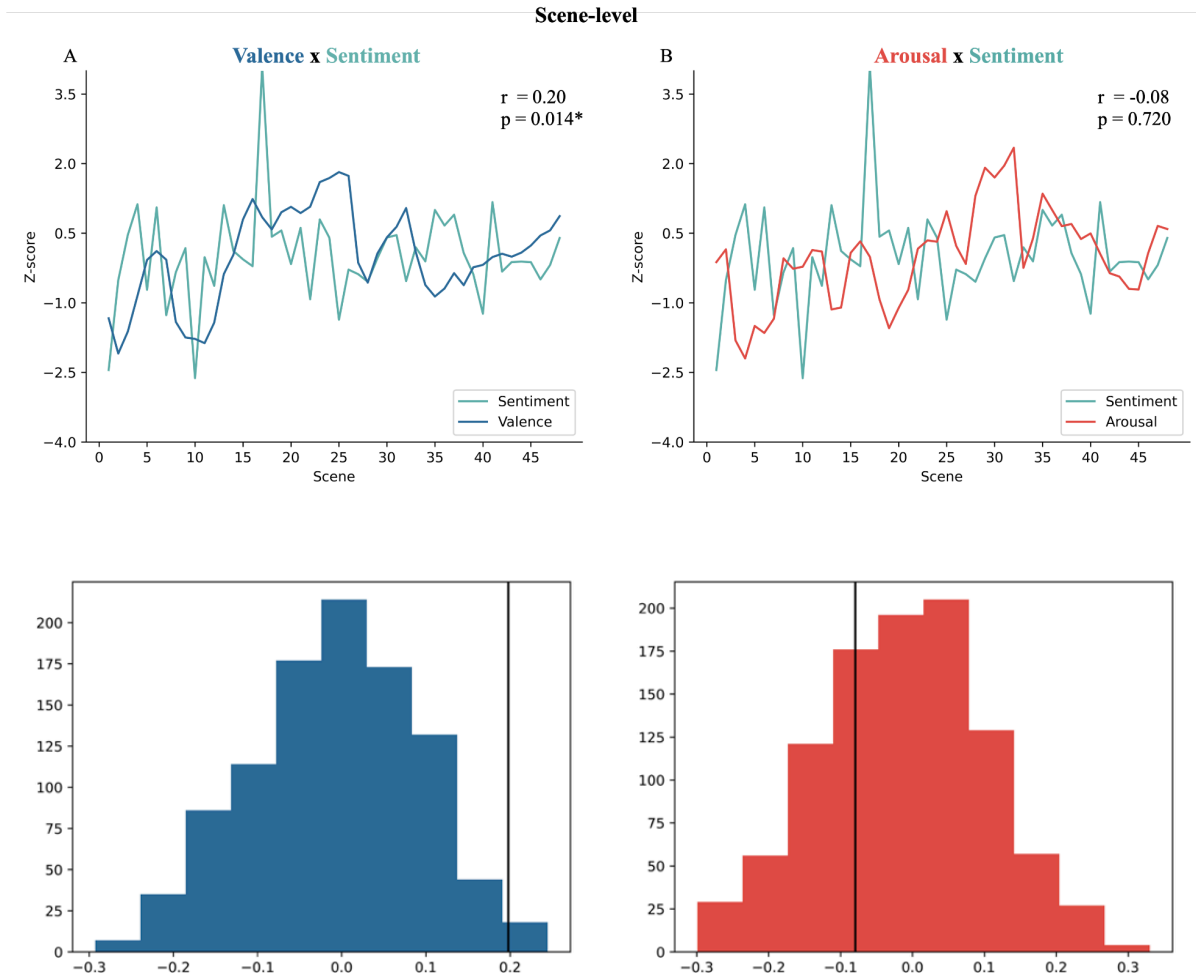 Scene-level
A
Valence x Sentiment
r = 0.20
p = 0.014*
3.5
2.0
0.5
−1.0
−2.5
−4.0
Z-score
0 5 10 15 20 25 30 35 40 45
Scene
Sentiment
Valence
B
Arousal x Sentiment
r = -0.08
p = 0.720
3.5
2.0
0.5
−1.0
−2.5
−4.0
Z-score
0 5 10 15 20 25 30 35 40 45
Scene
Sentiment
Arousal
200
175
150
125
100
75
50
25
0
−0.3 −0.2 −0.1 0.0 0.1 0.2
200
175
150
125
100
75
50
25
0
−0.3 −0.2 −0.1 0.0 0.1 0.2 0.3